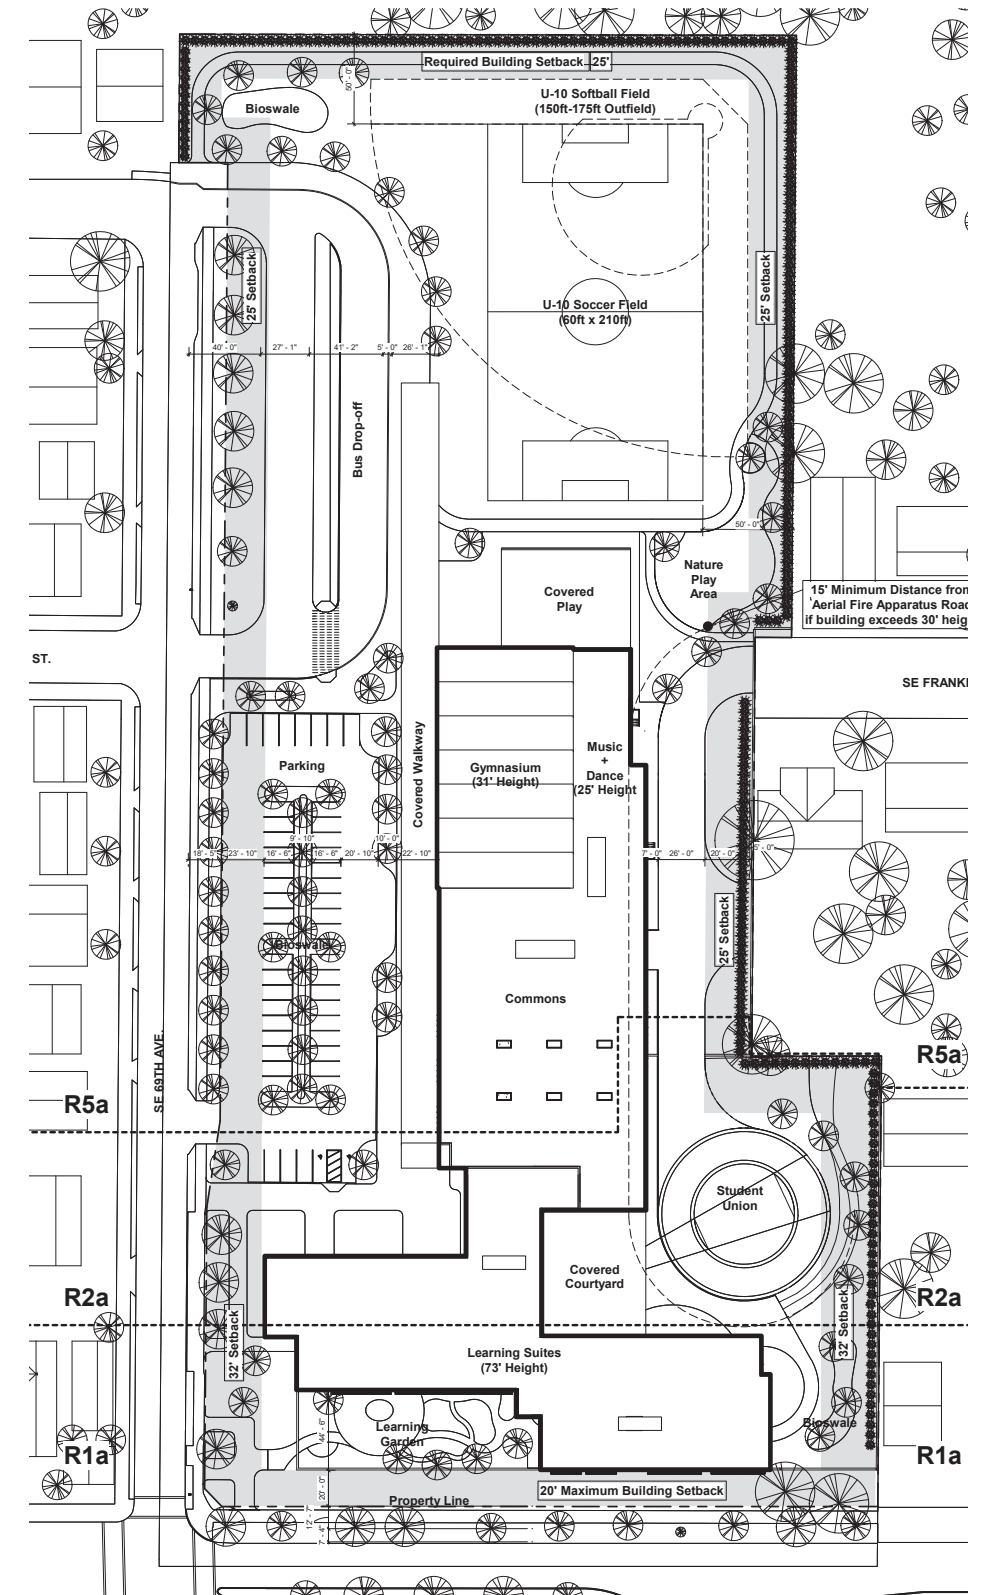 Required Building Setback 25'
50' - 0"
U-10 Softball Field
(150ft-175ft Outfield)
Bioswale
25' Setback
25' Setback
U-10 Soccer Field
(60ft x 210ft)
40' - 0"
27' - 1"
41' - 2"
5' - 0"
26' - 1"
Bus Drop-off
50' - 0"
Nature
Play
Area
Covered
Play
15' Minimum Distance from
Aerial Fire Apparatus Road
if building exceeds 30' heig
ST.
SE FRANK
Parking
Covered Walkway
Gymnasium
(31' Height)
Music
+
Dance
(25' Height
9' - 10"
10' - 0"
18' - 5"
23' - 10"
16' - 6"
16' - 6"
20' - 10"
22' - 10"
7' - 0"
26' - 0"
20' - 0"
5' - 0"
25' Setback
Bioswale
Commons
SE 69TH AVE.
R5a
R5a
Student
Union
Covered
Courtyard
R2a
R2a
32' Setback
32' Setback
Learning Suites
(73' Height)
Learning
Garden
44' - 6"
Bioswale
R1a
R1a
20' - 0"
20' Maximum Building Setback
Property Line
12' - 7"
7' - 4"